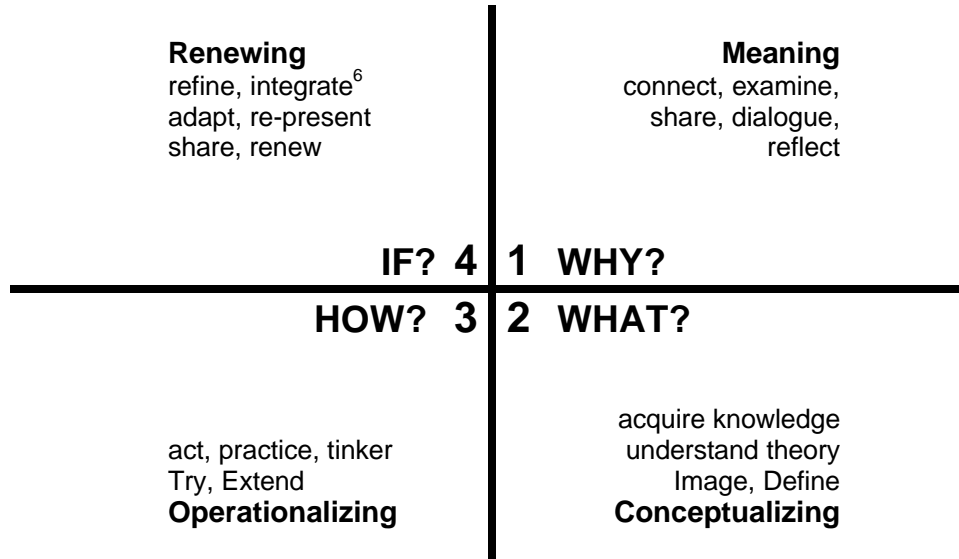 Renewing
refine, integrate⁶
adapt, re-present
share, renew
Meaning
connect, examine,
share, dialogue,
reflect
IF? 4
1 WHY?
HOW? 3
2 WHAT?
act, practice, tinker
Try, Extend
Operationalizing
acquire knowledge
understand theory
Image, Define
Conceptualizing